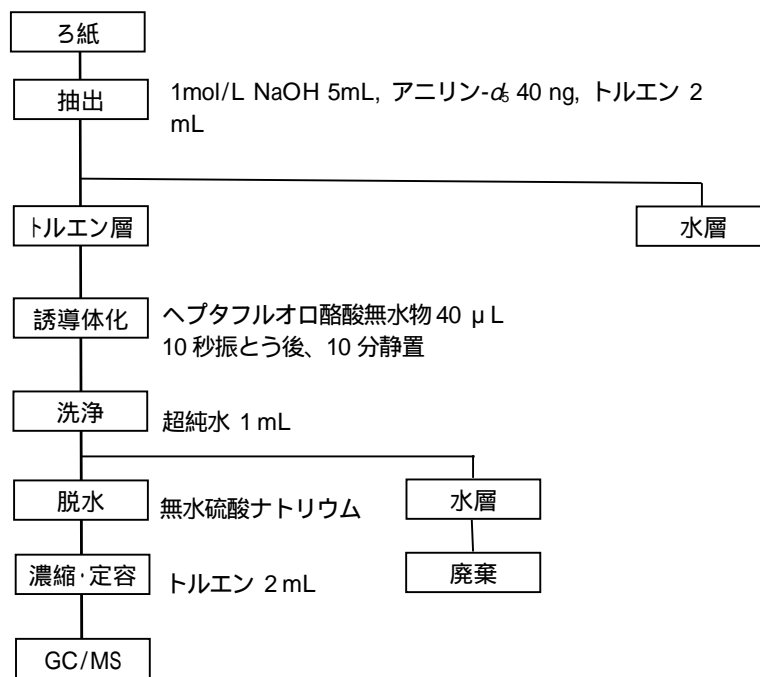 ろ紙
抽出
1mol/L NaOH 5mL, アニリン-d5 40 ng, トルエン 2
mL
トルエン層
水層
誘導体化
ヘプタフルオロ酪酸無水物 40 μL
10 秒振とう後、10 分静置
洗浄
超純水 1 mL
脱水
無水硫酸ナトリウム
水層
濃縮・定容
トルエン 2 mL
廃棄
GC/MS